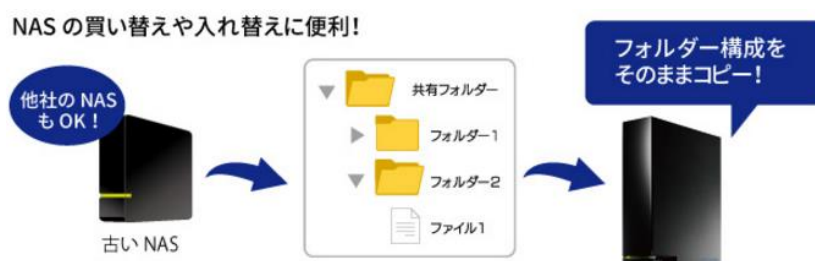 NAS の買い替えや入れ替えに便利！
他社の NAS
も OK！
古い NAS
共有フォルダー
フォルダー1
フォルダー2
ファイル1
フォルダー構成を
そのままコピー！